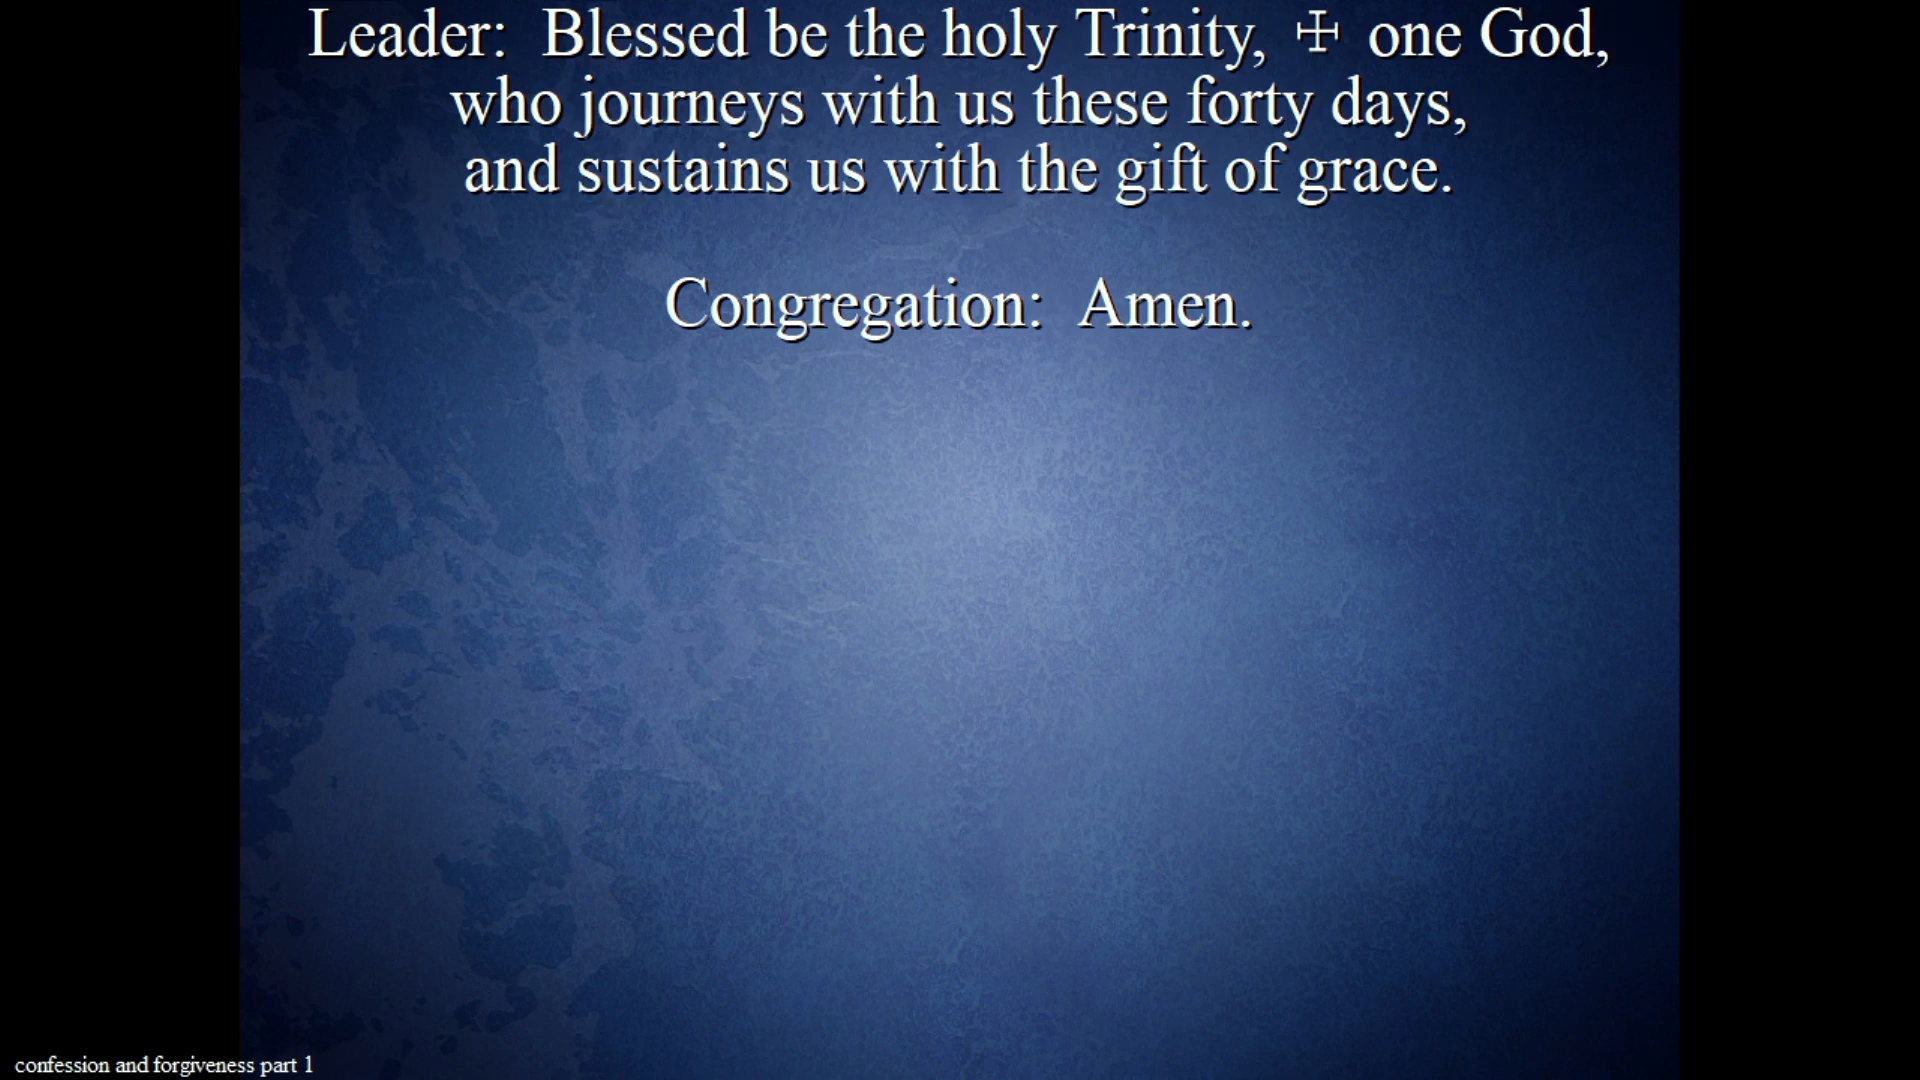 Leader:  Blessed be the holy Trinity, ☩ one God,
who journeys with us these forty days,
and sustains us with the gift of grace.
Congregation:  Amen.
confession and forgiveness part 1